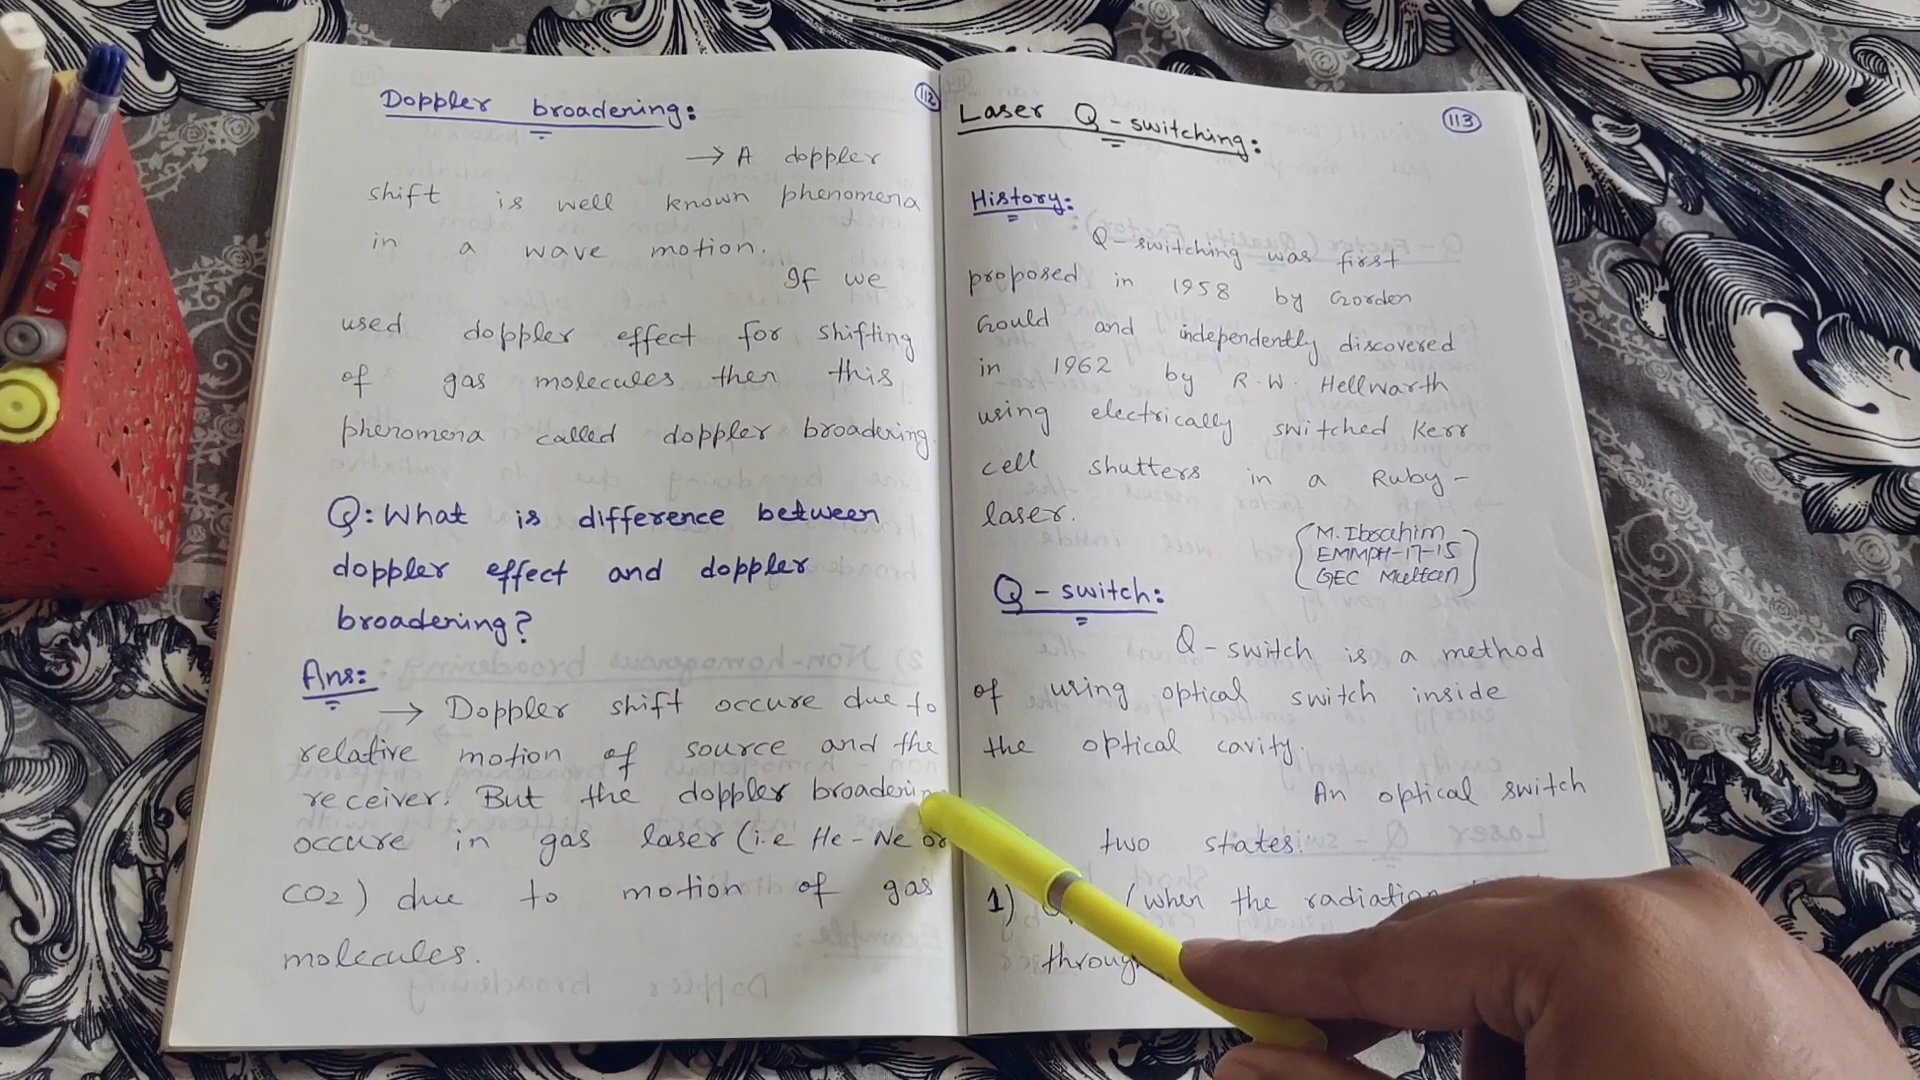 Doppler broadering:
112
→ A doppler
shift is well known phenomena
in a wave motion.
If we
used doppler effect for shifting
of gas molecules then this
phenomena called doppler broadering.
Q: What is difference between
doppler effect and doppler
broadering?
Ans:
→ Doppler shift occure due to
relative motion of source and the
receiver. But the doppler
occure in gas laser (i.e He-Ne or
CO2) due to motion of gas
molecules.
Laser Q-switching:
113
History:
Q-switching was first
proposed in 1958 by Gorden
Gould and independently discovered
in 1962 by R.W. Hellwarth
using electrically switched Kerr
cell shutters in a Ruby-
laser.
M. Ibrahim
EMMPH-17-15
GEC Multan
Q-switch:
Q-switch is a method
of using optical switch inside
the optical cavity.
An optical switch
two states:
1) (when the radiation